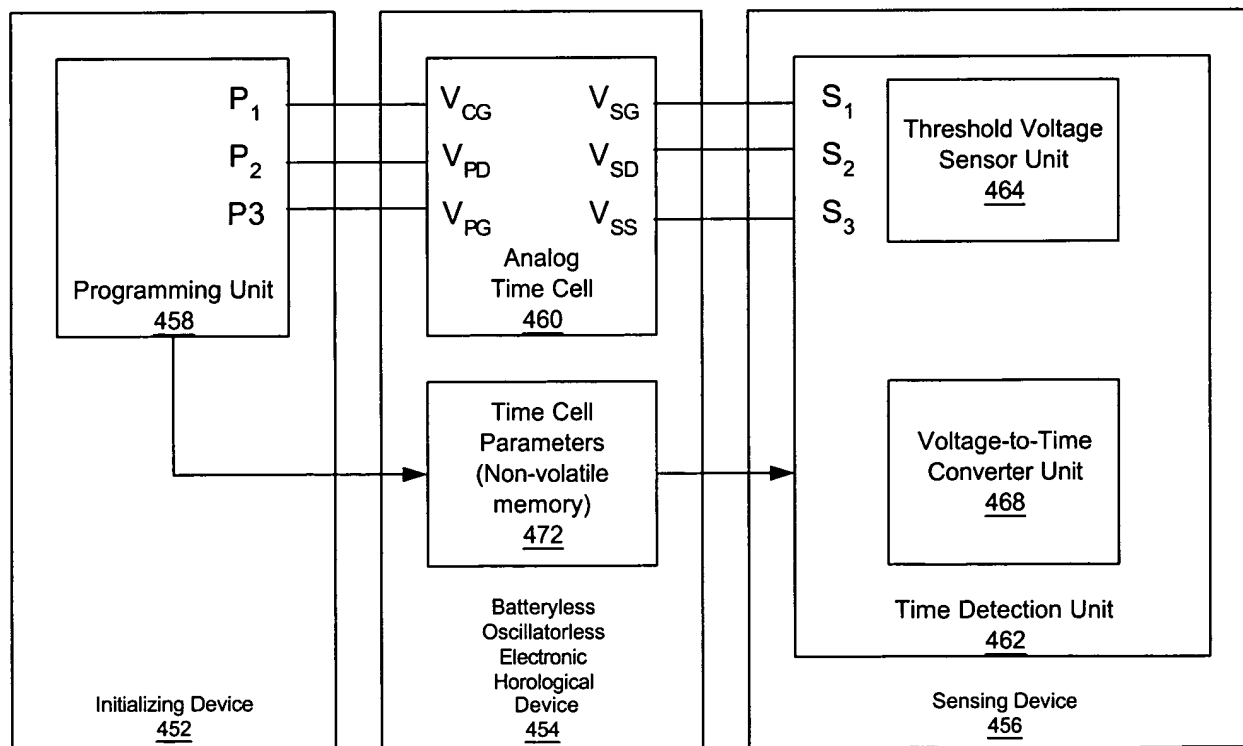 P1
P2
P3
Programming Unit
458
Initializing Device
452
VCG
VPD
VPG
VSG
VSD
VSS
Analog
Time Cell
460
Time Cell
Parameters
(Non-volatile
memory)
472
Batteryless
Oscillatorless
Electronic
Horological
Device
454
S1
S2
S3
Threshold Voltage
Sensor Unit
464
Voltage-to-Time
Converter Unit
468
Time Detection Unit
462
Sensing Device
456